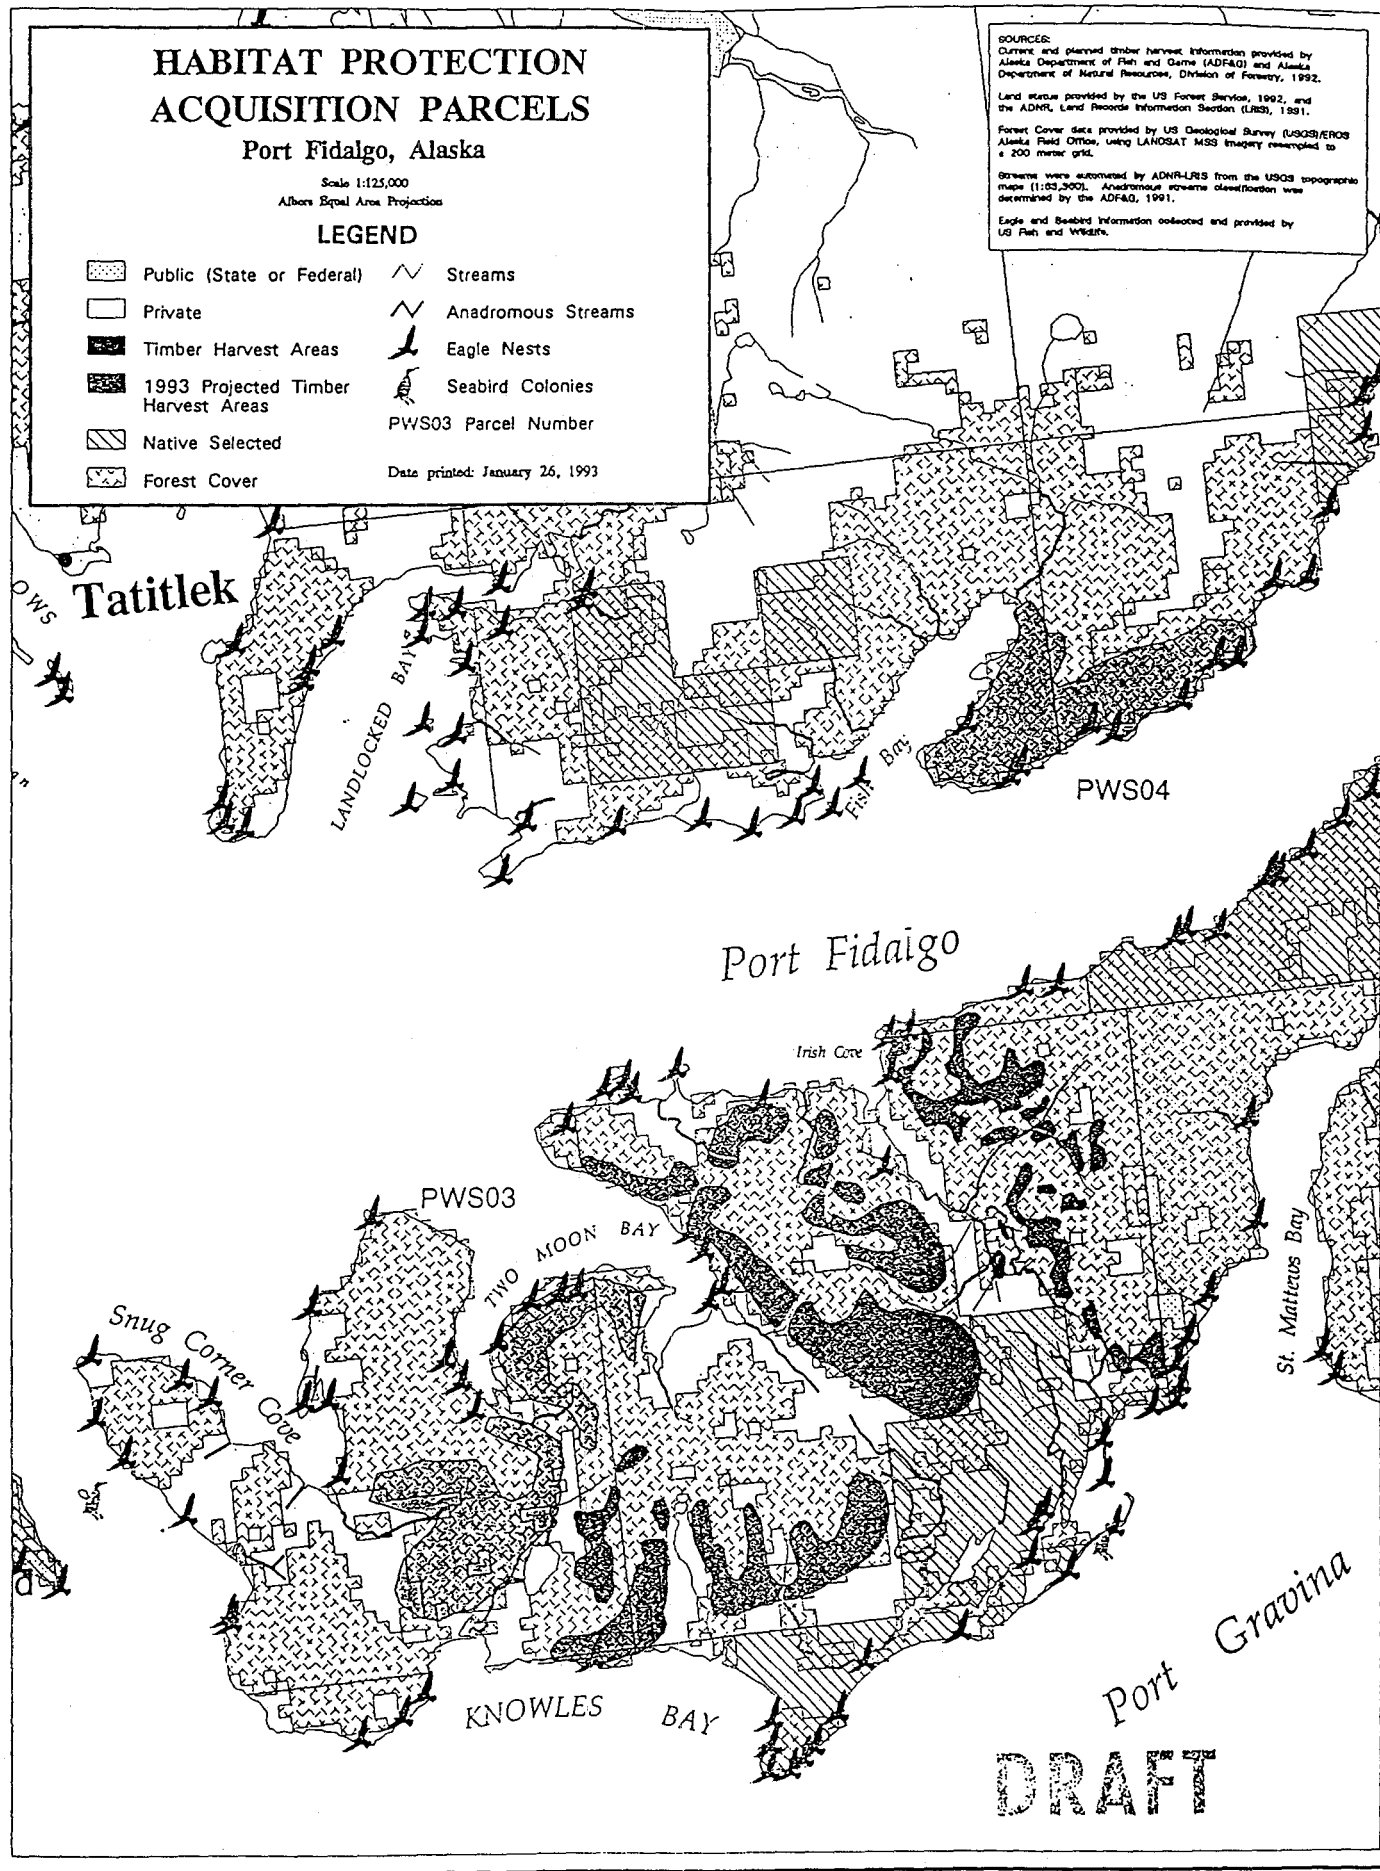 HABITAT PROTECTION
ACQUISITION PARCELS
Port Fidalgo, Alaska
Scale 1:125,000
Albers Equal Area Projection
LEGEND
Public (State or Federal)
Private
Timber Harvest Areas
1993 Projected Timber
Harvest Areas
Native Selected
Forest Cover
Streams
Anadromous Streams
Eagle Nests
Seabird Colonies
PWS03 Parcel Number
Date printed: January 26, 1993
SOURCES:
Current and planned timber harvest information provided by
Alaska Department of Fish and Game (ADF&G) and Alaska
Department of Natural Resources, Division of Forestry, 1992.
Land status provided by the US Forest Service, 1992, and
the ADNR, Land Records Information Section (LRIS), 1991.
Forest Cover data provided by US Geological Survey (USGS)/EROS
Alaska Field Office, using LANDSAT MSS imagery resampled to
a 200 meter grid.
Streams were automated by ADNR-LRIS from the USGS topographic
maps (1:63,360). Anadromous streams classification was
determined by the ADF&G, 1991.
Eagle and Seabird information collected and provided by
US Fish and Wildlife.
Tatitlek
LANDLOCKED BAY
Fish Bay
PWS04
Port Fidalgo
Irish Cove
PWS03
TWO MOON BAY
Snug Corner Cove
St. Mattews Bay
KNOWLES BAY
Port Gravina
DRAFT